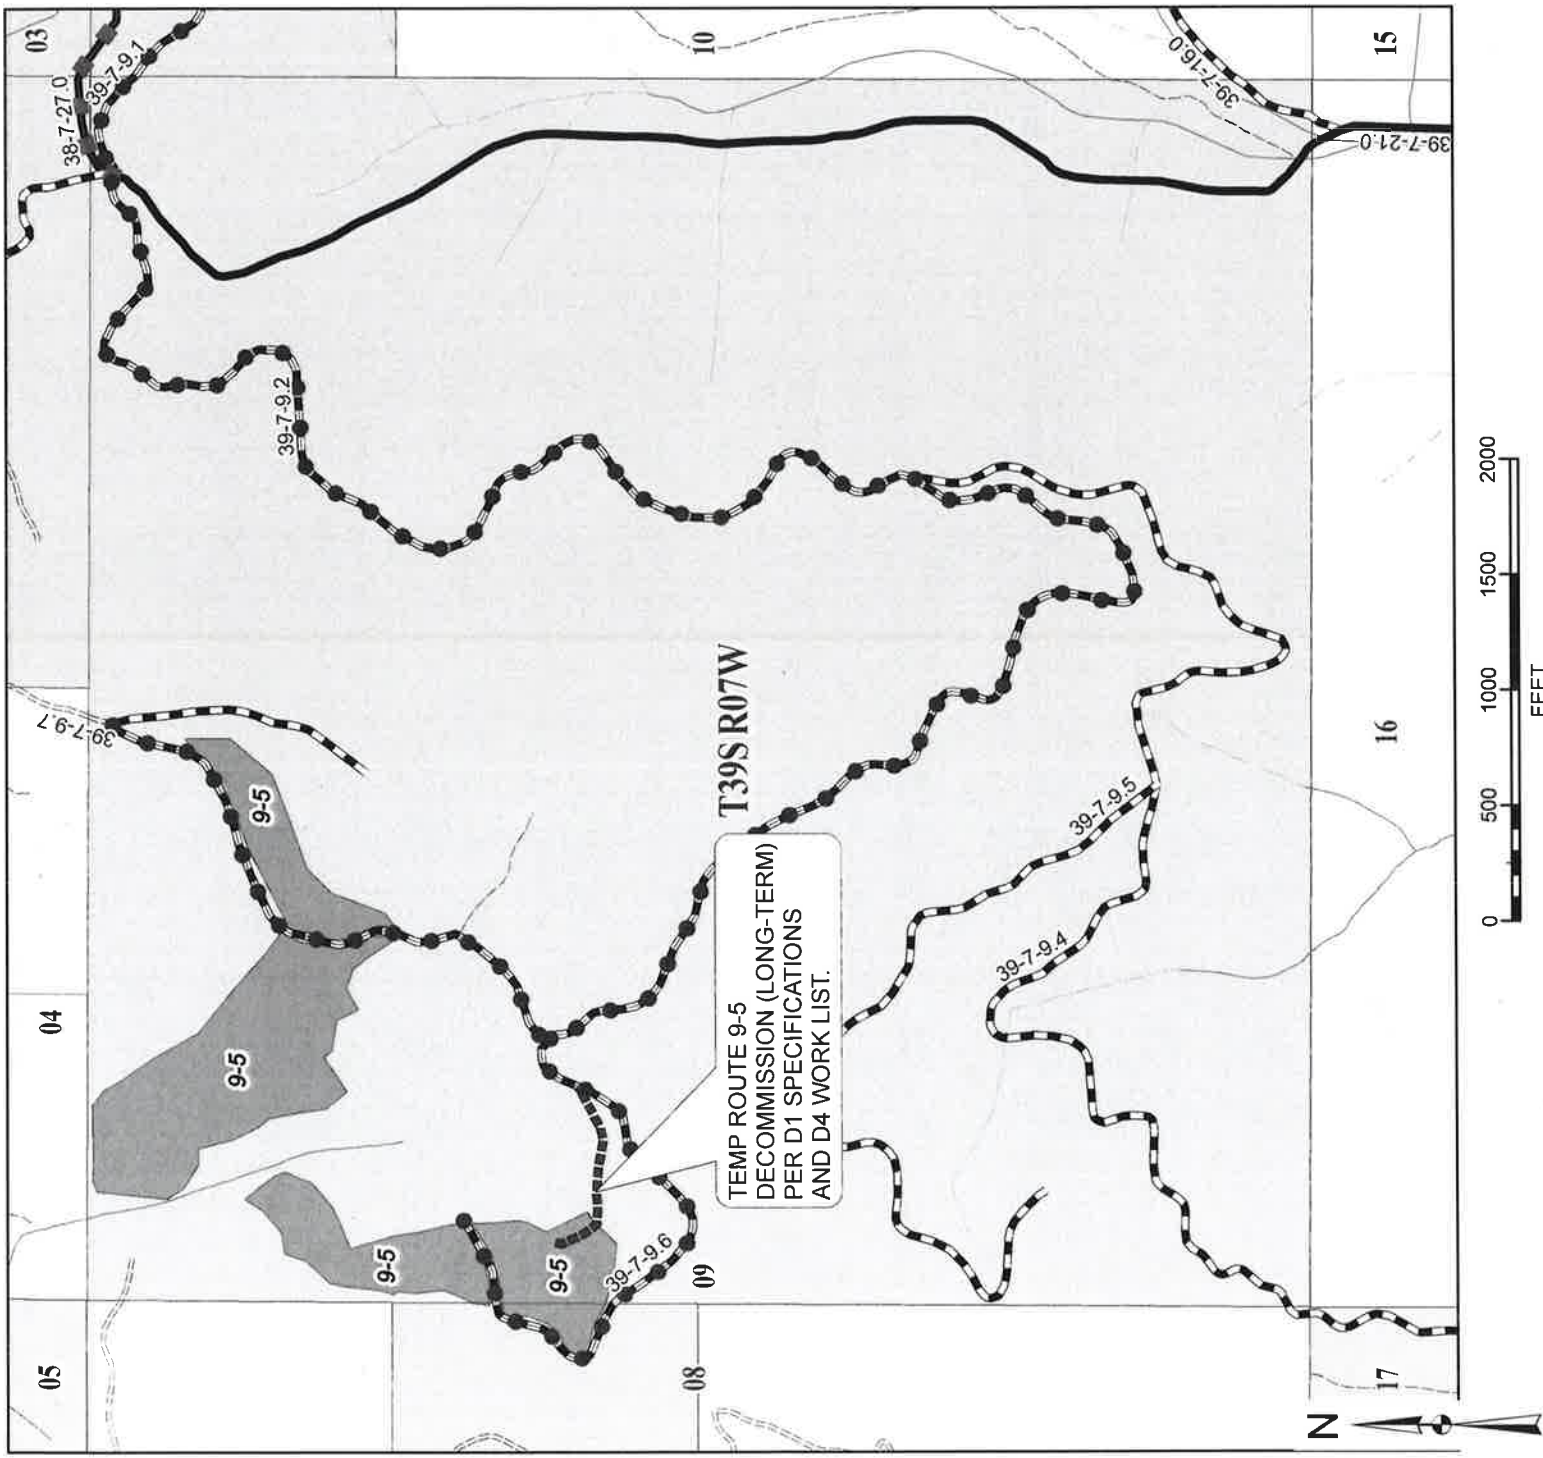 03
38-7-27.0
39-7-9.1
10
39-7-16.0
15
39-7-21.0
39-7-9.2
39-7-9.7
9-5
T39S R07W
04
9-5
TEMP ROUTE 9-5
DECOMMISSION (LONG-TERM)
PER D1 SPECIFICATIONS
AND D4 WORK LIST.
39-7-9.5
39-7-9.4
16
9-5
9-5
39-7-9.6
09
05
08
17
N
0 500 1000 1500 2000
FEET